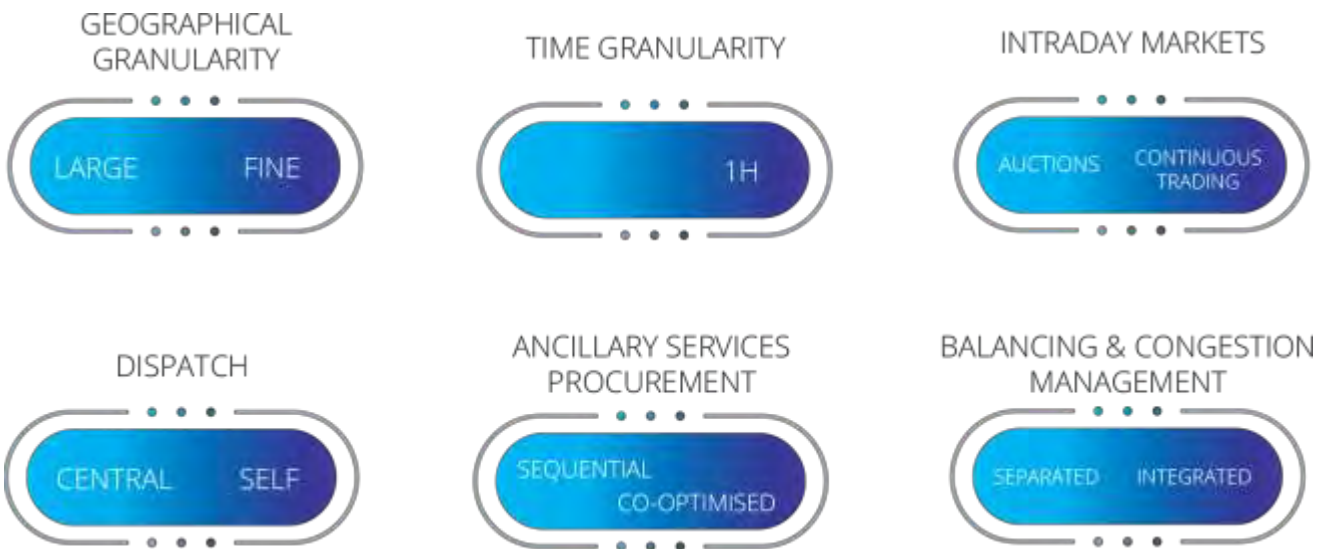 GEOGRAPHICAL
GRANULARITY
LARGE FINE
TIME GRANULARITY
1H
INTRADAY MARKETS
AUCTIONS CONTINUOUS
TRADING
DISPATCH
CENTRAL SELF
ANCILLARY SERVICES
PROCUREMENT
SEQUENTIAL
CO-OPTIMISED
BALANCING & CONGESTION
MANAGEMENT
SEPARATED INTEGRATED